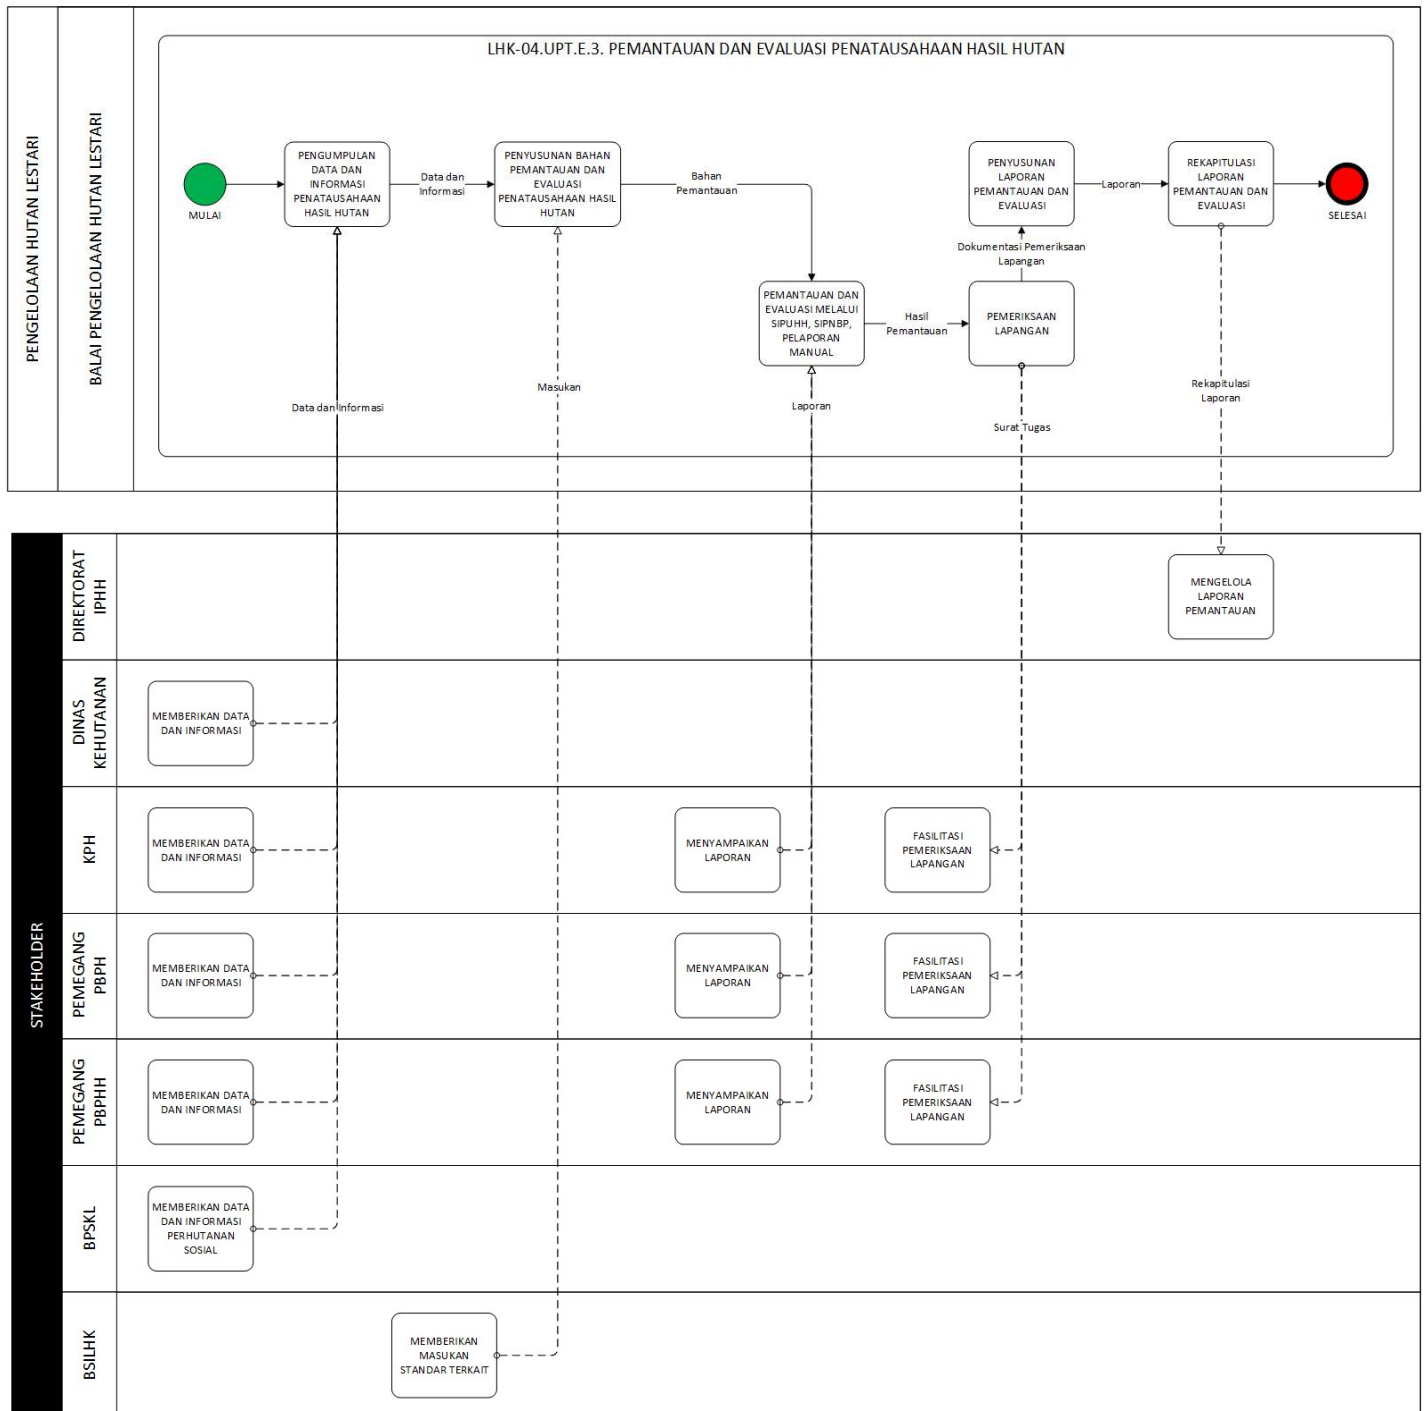 LHK-04.UPT.E.3. PEMANTAUAN DAN EVALUASI PENATAUSAHAAN HASIL HUTAN
PENGELOLAAN HUTAN LESTARI
BALAI PENGELOLAAN HUTAN LESTARI
MULAI
PENGUMPULAN
DATA DAN
INFORMASI
PENATAUSAHAAN
HASIL HUTAN
Data dan
Informasi
PENYUSUNAN BAHAN
PEMANTAUAN DAN
EVALUASI
PENATAUSAHAAN HASIL
HUTAN
Bahan
Pemantauan
PEMANTAUAN DAN
EVALUASI MELALUI
SIPUHH, SIPNBP,
PELAPORAN
MANUAL
Hasil
Pemantauan
PEMERIKSAAN
LAPANGAN
Dokumentasi Pemeriksaan
Lapangan
PENYUSUNAN
LAPORAN
PEMANTAUAN DAN
EVALUASI
Laporan
REKAPITULASI
LAPORAN
PEMANTAUAN DAN
EVALUASI
SELESAI
Data dan Informasi
Masukan
Laporan
Surat Tugas
Rekapitulasi
Laporan
STAKEHOLDER
DIREKTORAT
IPHH
MENGELOLA
LAPORAN
PEMANTAUAN
DINAS
KEHUTANAN
MEMBERIKAN DATA
DAN INFORMASI
KPH
MEMBERIKAN DATA
DAN INFORMASI
MENYAMPAIKAN
LAPORAN
FASILITASI
PEMERIKSAAN
LAPANGAN
PEMEGANG
PBPH
MEMBERIKAN DATA
DAN INFORMASI
MENYAMPAIKAN
LAPORAN
FASILITASI
PEMERIKSAAN
LAPANGAN
PEMEGANG
PBPHH
MEMBERIKAN DATA
DAN INFORMASI
MENYAMPAIKAN
LAPORAN
FASILITASI
PEMERIKSAAN
LAPANGAN
BPSKL
MEMBERIKAN DATA
DAN INFORMASI
PERHUTANAN
SOSIAL
BSILHK
MEMBERIKAN
MASUKAN
STANDAR TERKAIT